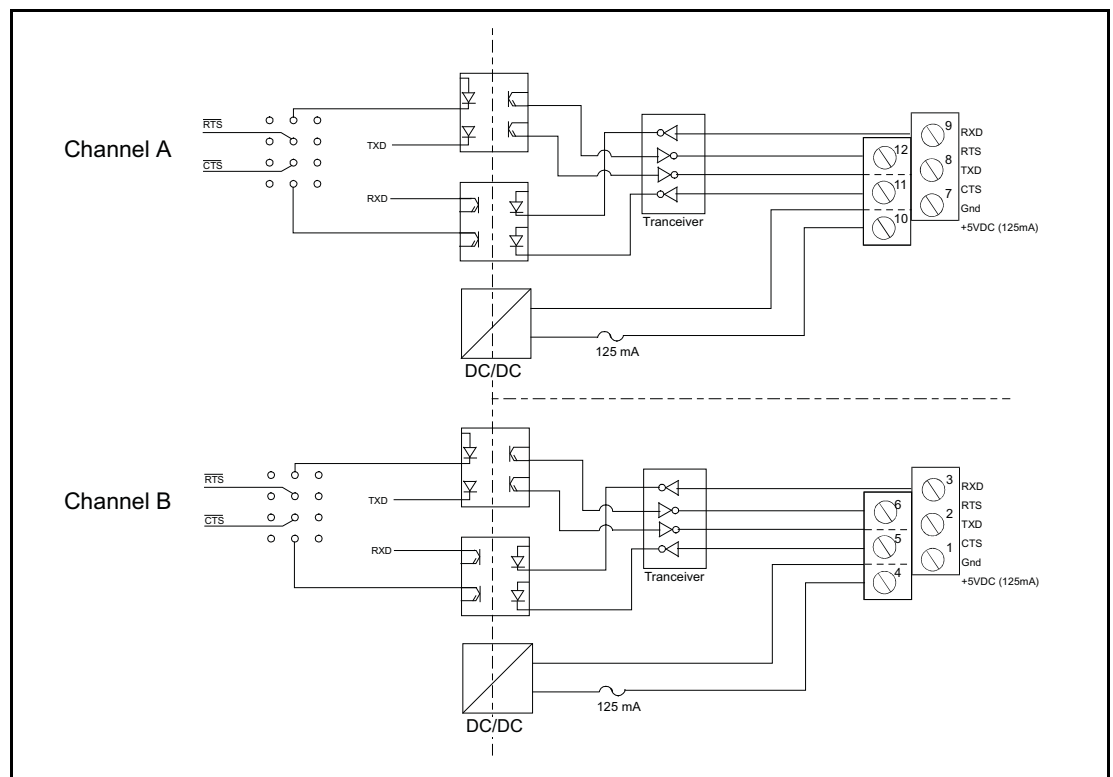 Channel A
RTS
CTS
TXD
RXD
Tranceiver
DC/DC
125 mA
12
11
10
9
8
7
RXD
RTS
TXD
CTS
Gnd
+5VDC (125mA)
Channel B
RTS
CTS
TXD
RXD
Tranceiver
DC/DC
125 mA
6
5
4
3
2
1
RXD
RTS
TXD
CTS
Gnd
+5VDC (125mA)